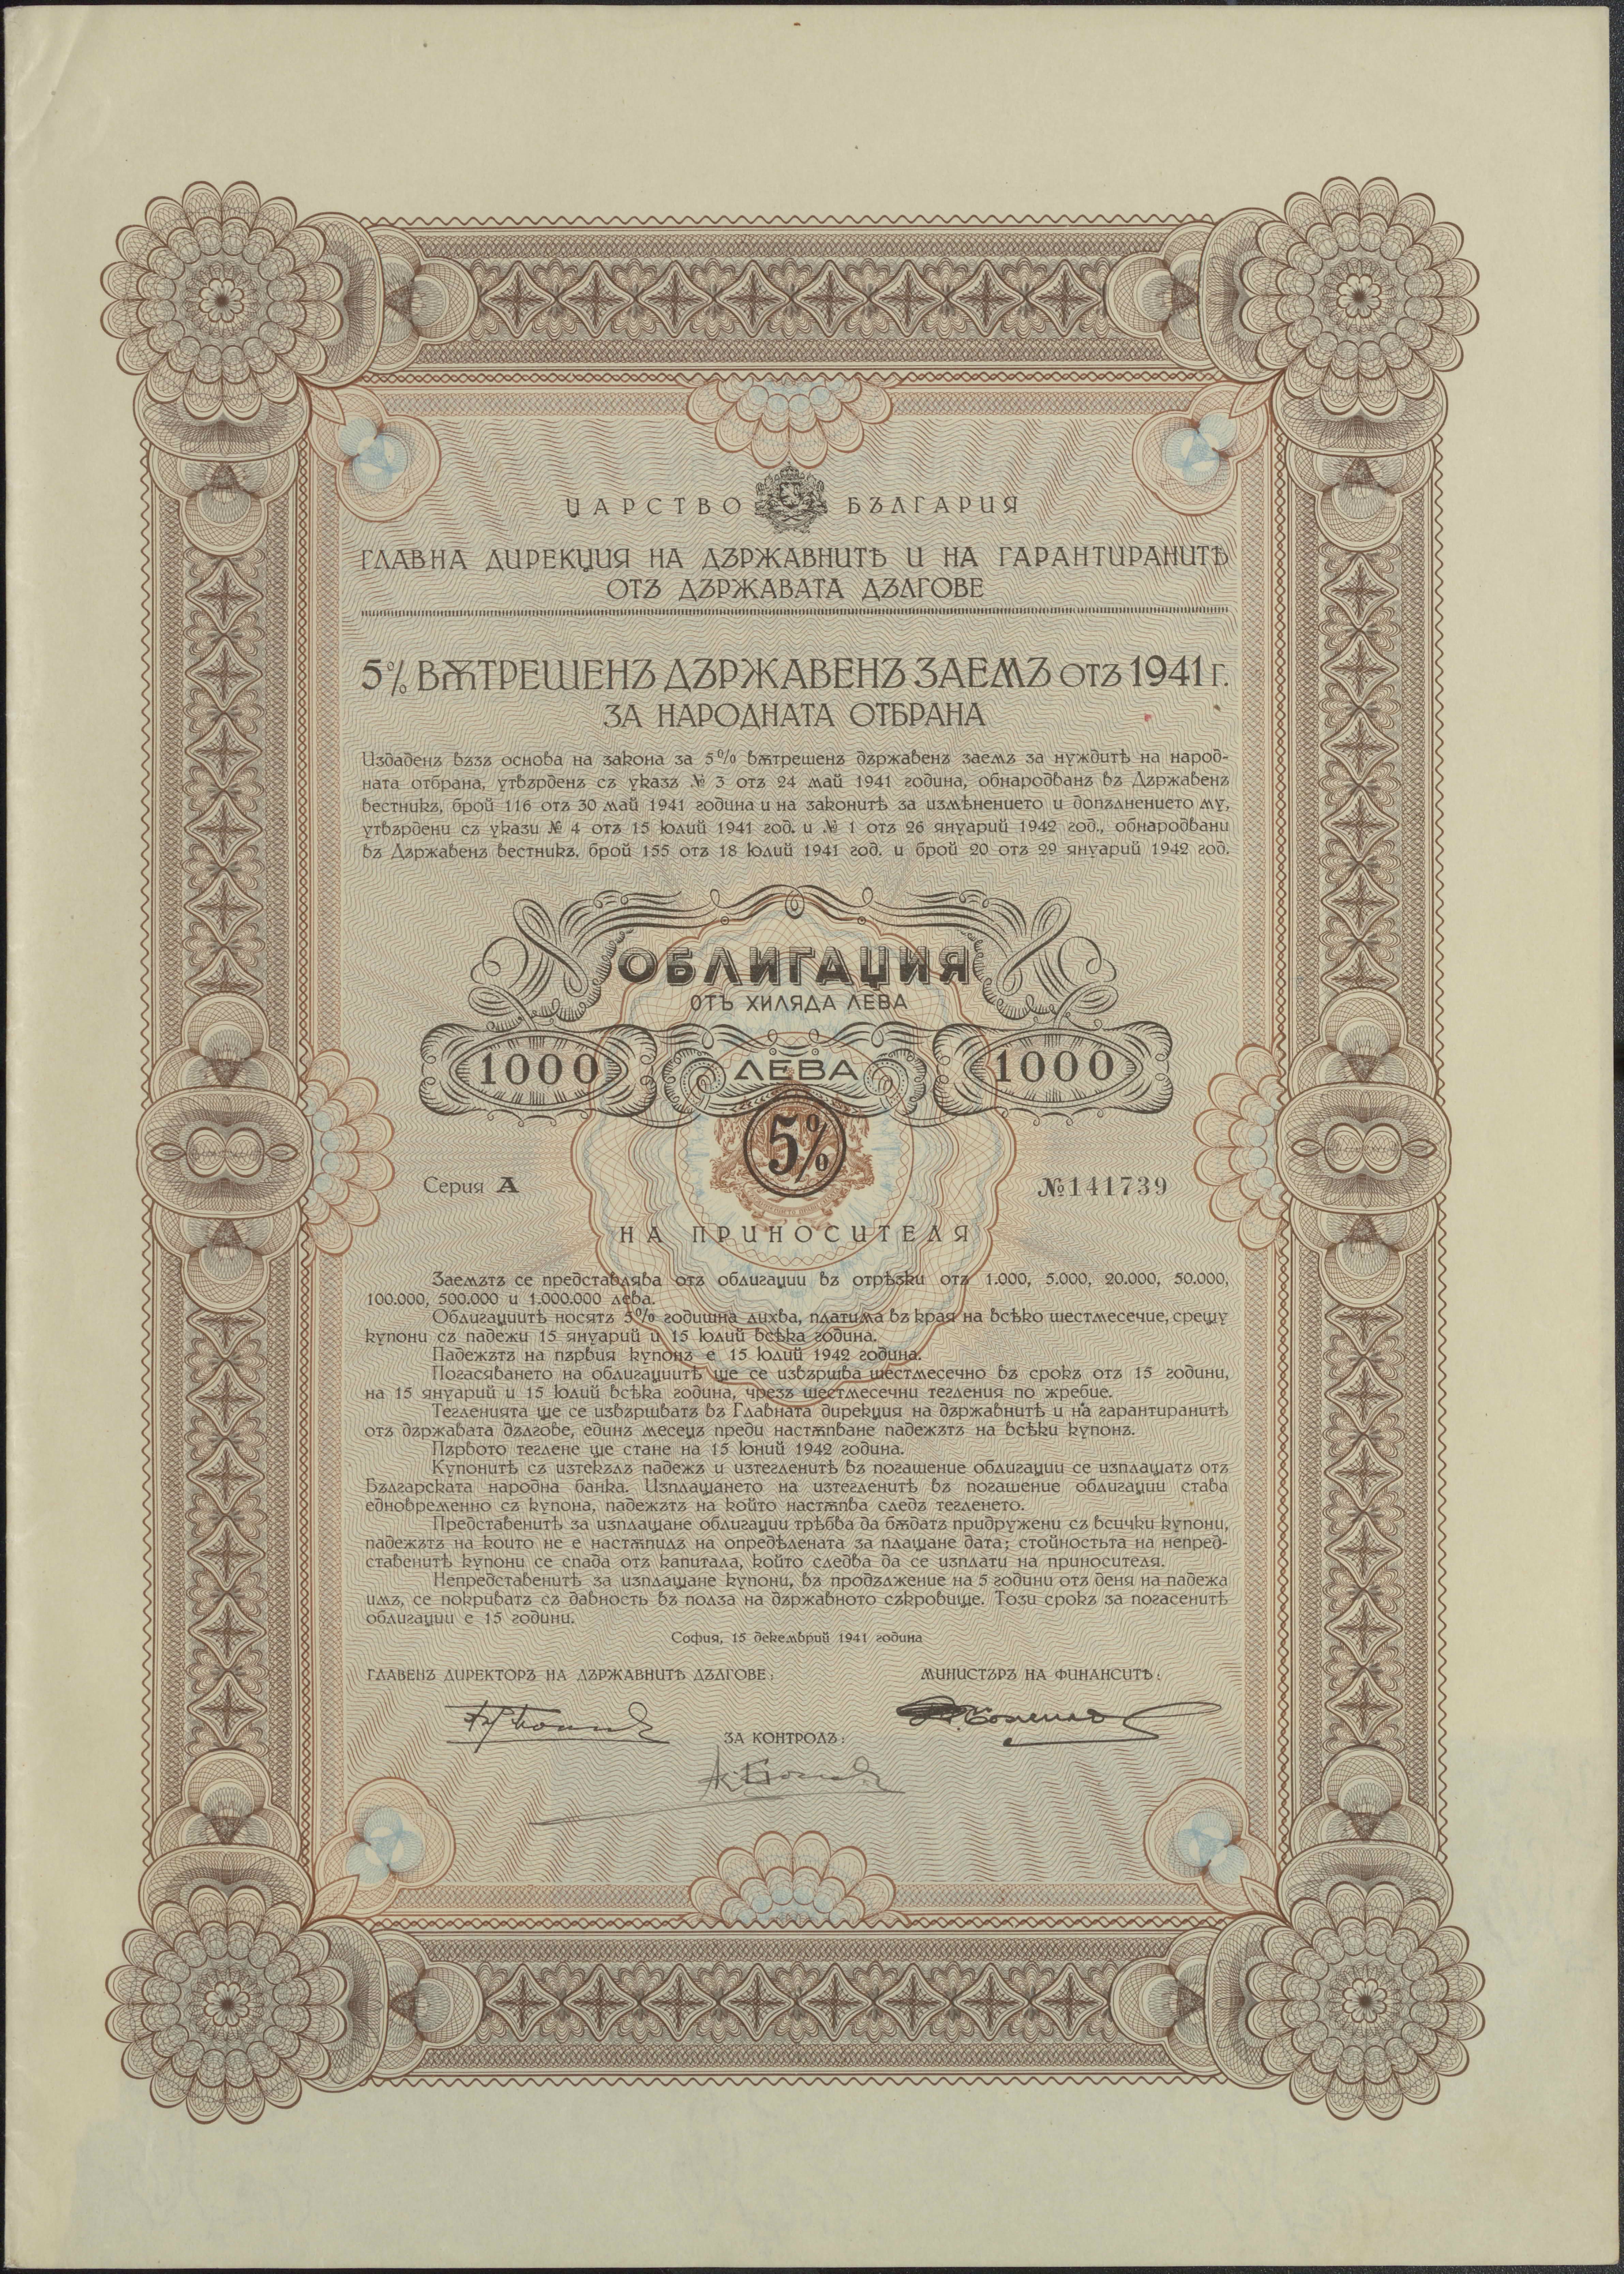 ЦАРСТВО БЪЛГАРИЯ
ГЛАВНА ДИРЕКЦИЯ НА ДЪРЖАВНИТѢ И НА ГАРАНТИРАНИТѢ
ОТЪ ДЪРЖАВАТА ДЪЛГОВЕ
5% ВѪТРЕШЕНЪ ДЪРЖАВЕНЪ ЗАЕМЪ ОТЪ 1941 Г.
ЗА НАРОДНАТА ОТБРАНА
Издаденъ възъ основа на закона за 5% вѫтрешенъ държавенъ заемъ за нуждитѣ на народ-
ната отбрана, утвърденъ съ указъ № 3 отъ 24 май 1941 година, обнародванъ въ Държавенъ
вестникъ, брой 116 отъ 30 май 1941 година и на законитѣ за измѣнението и допълнението му,
утвърдени съ укази № 4 отъ 15 юлий 1941 год. и № 1 отъ 26 януарий 1942 год., обнародвани
въ Държавенъ вестникъ, брой 155 отъ 18 юлий 1941 год. и брой 20 отъ 29 януарий 1942 год.
ОБЛИГАЦИЯ
ОТЪ ХИЛЯДА ЛЕВА
1000 ЛЕВА 1000
5%
Серия А №141739
НА ПРИНОСИТЕЛЯ
Заемътъ се представлява отъ облигации въ отрѣзки отъ 1.000, 5.000, 20.000, 50.000,
100.000, 500.000 и 1.000.000 лева.
Облигациитѣ носятъ 5% годишна лихва, платима въ края на всѣко шестмесечие, срещу
купони съ падежи 15 януарий и 15 юлий всѣка година.
Падежътъ на първия купонъ е 15 юлий 1942 година.
Погасяването на облигациитѣ ще се извършва шестмесечно въ срокъ отъ 15 години,
на 15 януарий и 15 юлий всѣка година, чрезъ шестмесечни тегления по жребие.
Тегленията ще се извършватъ въ Главната дирекция на държавнитѣ и на гарантиранитѣ
отъ държавата дългове, единъ месецъ преди настѫпване падежътъ на всѣки купонъ.
Първото теглене ще стане на 15 юний 1942 година.
Купонитѣ съ изтекълъ падежъ и изтегленитѣ въ погашение облигации се изплащатъ отъ
Българската народна банка. Изплащането на изтегленитѣ въ погашение облигации става
едновременно съ купона, падежътъ на който настѫпва следъ тегленето.
Представенитѣ за изплащане облигации трѣбва да бѫдатъ придружени съ всички купони,
падежътъ на които не е настѫпилъ на опредѣлената за плащане дата; стойностьта на непред-
ставенитѣ купони се спада отъ капитала, който следва да се изплати на приносителя.
Непредставенитѣ за изплащане купони, въ продължение на 5 години отъ деня на падежа
имъ, се покриватъ съ давность въ полза на държавното съкровище. Този срокъ за погасенитѣ
облигации е 15 години.
София, 15 декемврий 1941 година
ГЛАВЕНЪ ДИРЕКТОРЪ НА ДЪРЖАВНИТѢ ДЪЛГОВЕ: МИНИСТЪРЪ НА ФИНАНСИТѢ:
ЗА КОНТРОЛЪ: